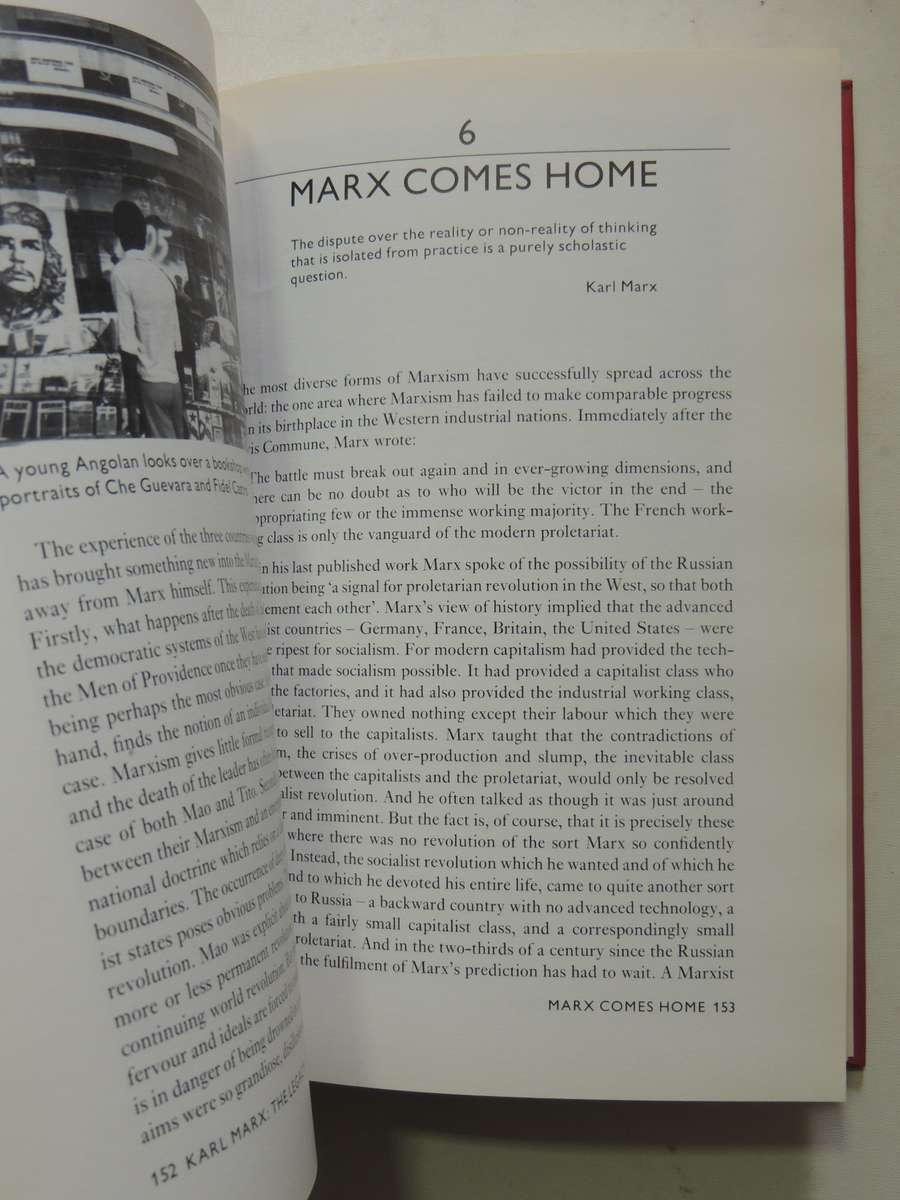 A young Angolan looks over a bookshop
portraits of Che Guevara and Fidel
The experience of the three
has brought something new into the
away from Marx himself. This
Firstly, what happens after the death
the democratic systems of the West
the Men of Providence once they have
being perhaps the most obvious case
hand, finds the notion of an individual
case. Marxism gives little formal
and the death of the leader has
case of both Mao and Tito.
between their Marxism and an
national doctrine which relies on
boundaries. The occurrence of
ist states poses obvious problems
revolution. Mao was explicit
more or less permanent
continuing world revolution.
fervour and ideals are forced
is in danger of being drowned
aims were so grandiose,
152 KARL MARX: THE
6
MARX COMES HOME
The dispute over the reality or non-reality of thinking
that is isolated from practice is a purely scholastic
question.
Karl Marx
he most diverse forms of Marxism have successfully spread across the
orld: the one area where Marxism has failed to make comparable progress
n its birthplace in the Western industrial nations. Immediately after the
is Commune, Marx wrote:
The battle must break out again and in ever-growing dimensions, and
here can be no doubt as to who will be the victor in the end – the
ppropriating few or the immense working majority. The French work-
g class is only the vanguard of the modern proletariat.
in his last published work Marx spoke of the possibility of the Russian
ution being ‘a signal for proletarian revolution in the West, so that both
ement each other’. Marx’s view of history implied that the advanced
ist countries – Germany, France, Britain, the United States – were
e ripest for socialism. For modern capitalism had provided the tech-
that made socialism possible. It had provided a capitalist class who
the factories, and it had also provided the industrial working class,
etariat. They owned nothing except their labour which they were
to sell to the capitalists. Marx taught that the contradictions of
m, the crises of over-production and slump, the inevitable class
between the capitalists and the proletariat, would only be resolved
alist revolution. And he often talked as though it was just around
r and imminent. But the fact is, of course, that it is precisely these
where there was no revolution of the sort Marx so confidently
Instead, the socialist revolution which he wanted and of which he
nd to which he devoted his entire life, came to quite another sort
to Russia – a backward country with no advanced technology, a
th a fairly small capitalist class, and a correspondingly small
roletariat. And in the two-thirds of a century since the Russian
the fulfilment of Marx’s prediction has had to wait. A Marxist
MARX COMES HOME 153